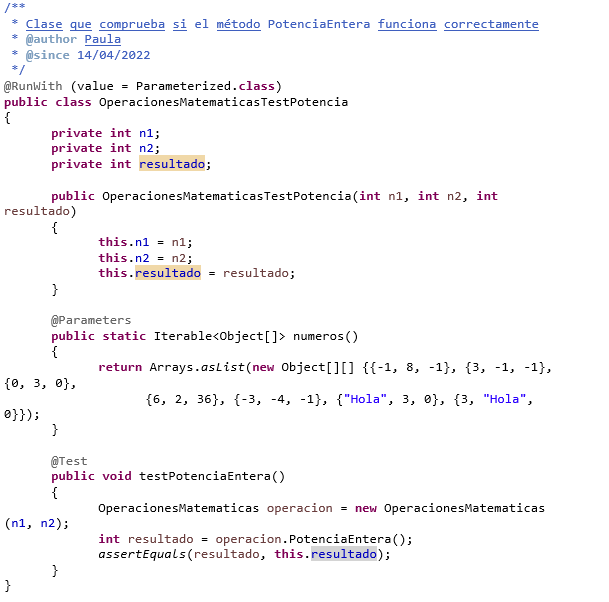 /**
 * Clase que comprueba si el método PotenciaEntera funciona correctamente
 * @author Paula
 * @since 14/04/2022
 */
@RunWith (value = Parameterized.class)
public class OperacionesMatematicasTestPotencia
{
private int n1;
private int n2;
private int resultado;
public OperacionesMatematicasTestPotencia(int n1, int n2, int
resultado)
{
this.n1 = n1;
this.n2 = n2;
this.resultado = resultado;
}
@Parameters
public static Iterable<Object[]> numeros()
{
return Arrays.asList(new Object[][] {{-1, 8, -1}, {3, -1, -1},
{0, 3, 0},
{6, 2, 36}, {-3, -4, -1}, {"Hola", 3, 0}, {3, "Hola",
0}});
}
@Test
public void testPotenciaEntera()
{
OperacionesMatematicas operacion = new OperacionesMatematicas
(n1, n2);
int resultado = operacion.PotenciaEntera();
assertEquals(resultado, this.resultado);
}
}